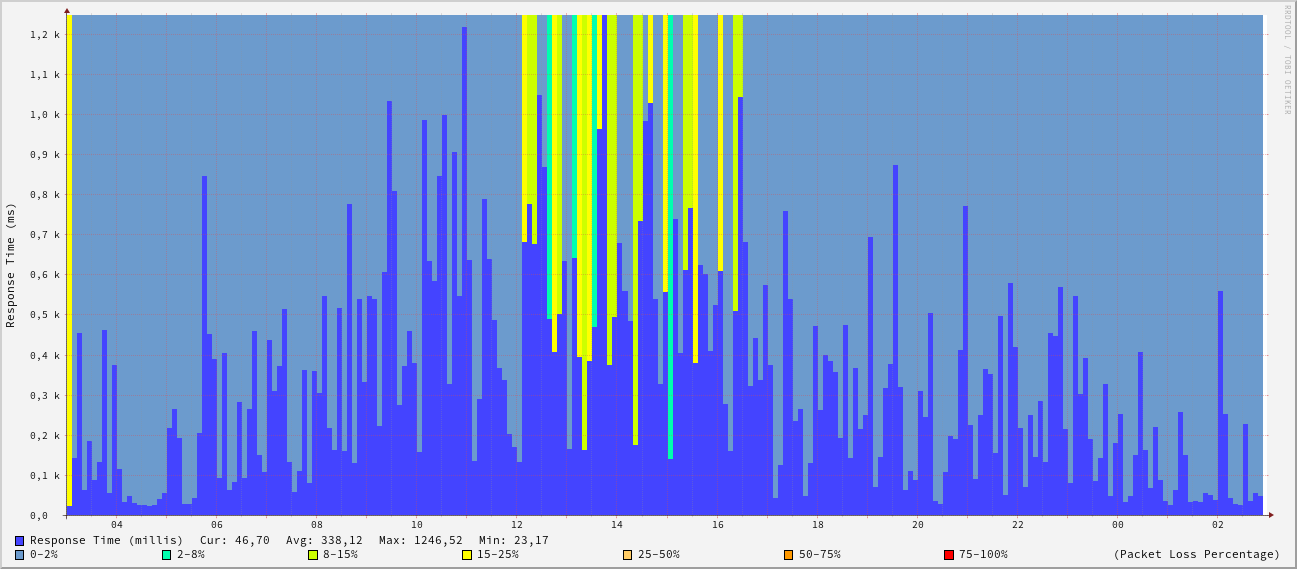 RRDTOOL / TOBI OETIKER
Response Time (ms)
1,2 k
1,1 k
1,0 k
0,9 k
0,8 k
0,7 k
0,6 k
0,5 k
0,4 k
0,3 k
0,2 k
0,1 k
0,0
04 06 08 10 12 14 16 18 20 22 00 02
Response Time (millis) Cur: 46,70 Avg: 338,12 Max: 1246,52 Min: 23,17
0-2% 2-8% 8-15% 15-25% 25-50% 50-75% 75-100% (Packet Loss Percentage)